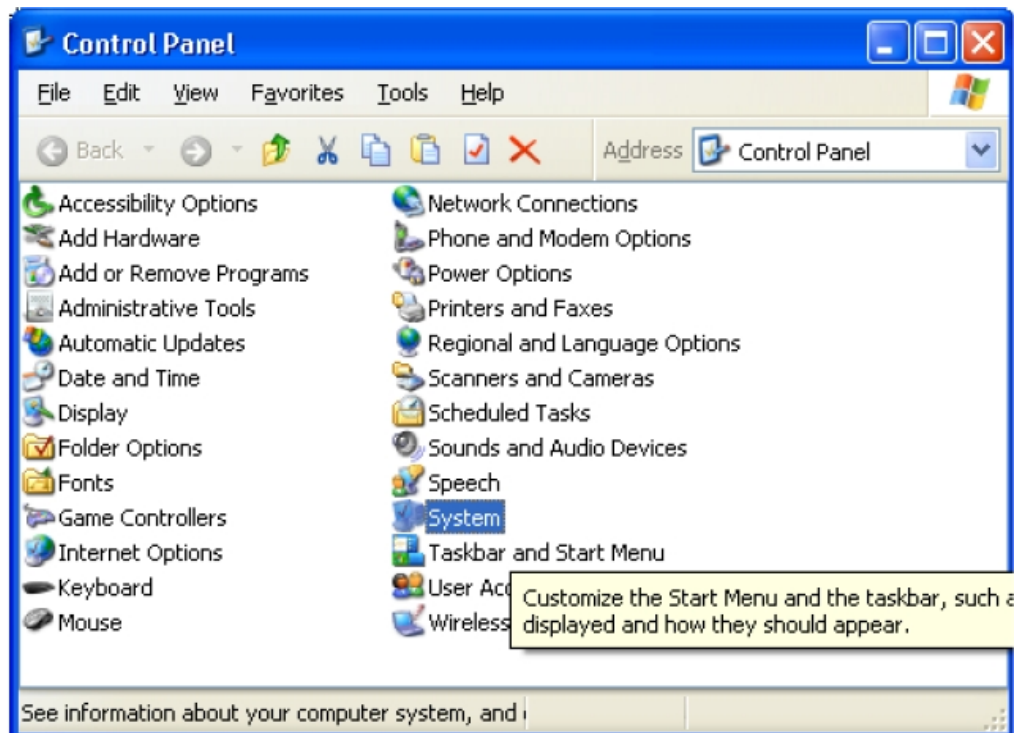 Control Panel
File Edit View Favorites Tools Help
Back Address Control Panel
Accessibility Options
Add Hardware
Add or Remove Programs
Administrative Tools
Automatic Updates
Date and Time
Display
Folder Options
Fonts
Game Controllers
Internet Options
Keyboard
Mouse
Network Connections
Phone and Modem Options
Power Options
Printers and Faxes
Regional and Language Options
Scanners and Cameras
Scheduled Tasks
Sounds and Audio Devices
Speech
System
Taskbar and Start Menu
User Acc
Wireless
Customize the Start Menu and the taskbar, such a
displayed and how they should appear.
See information about your computer system, and